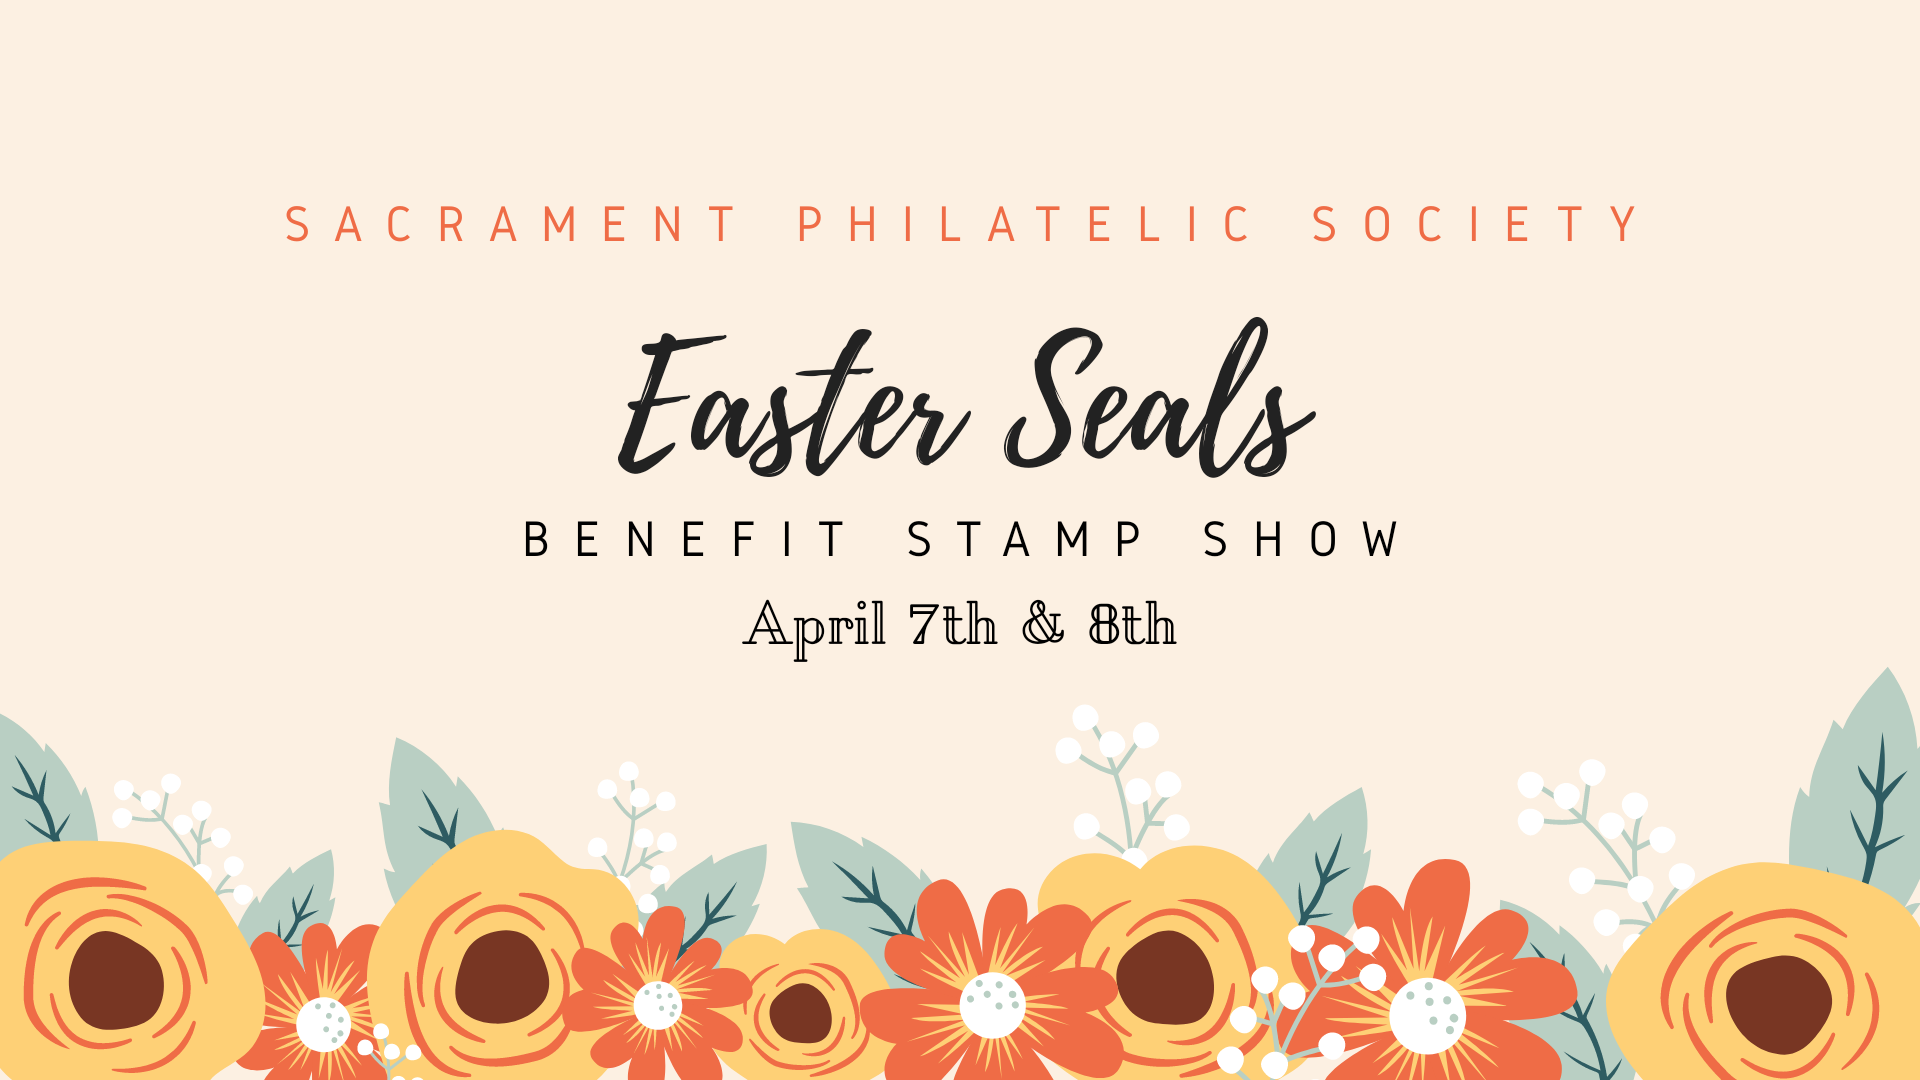 SACRAMENT PHILATELIC SOCIETY
Easter Seals
BENEFIT STAMP SHOW
April 7th & 8th